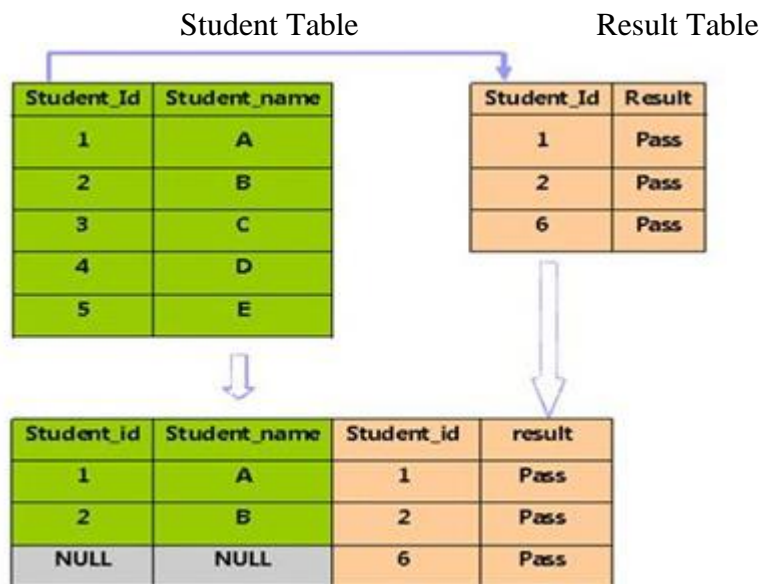 Student Table Result Table
Student_Id Student_name
1 A
2 B
3 C
4 D
5 E
Student_Id Result
1 Pass
2 Pass
6 Pass
Student_id Student_name Student_id result
1 A 1 Pass
2 B 2 Pass
NULL NULL 6 Pass